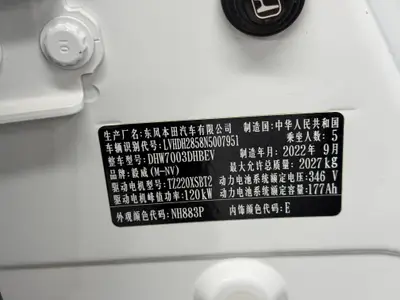 生产厂名:东风本田汽车有限公司 制造国:中华人民共和国
车辆识别代号:LVHDH2858N5007951 乘坐人数:5
整车型号:DHW7003DHBEV 制造年月:2022年9月
品牌:毅威(M-NV) 最大允许总质量:2027kg
驱动电机型号:TZ220XSBT2 动力电池系统额定电压:346V
驱动电机峰值功率:120kW 动力电池系统额定容量:177Ah
外观颜色代码:NH883P 内饰颜色代码:E